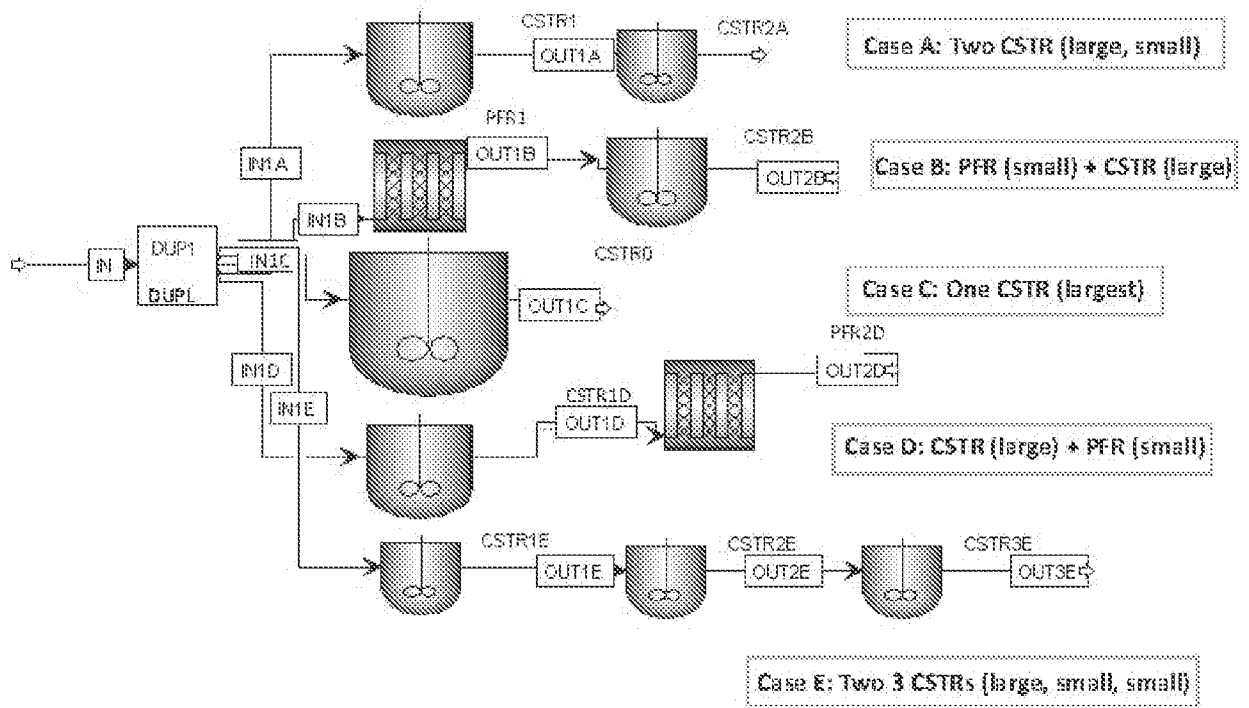 CSTR1
CSTR2A
OUT1A
Case A: Two CSTR (large, small)
IN1A
PFR1
OUT1B
CSTR2B
OUT2B
Case B: PFR (small) + CSTR (large)
IN1B
IN
DUP1
DUPL
IN1C
CSTR0
OUT1C
Case C: One CSTR (largest)
IN1D
PFR2D
OUT2D
CSTR1D
OUT1D
IN1E
Case D: CSTR (large) + PFR (small)
CSTR1E
OUT1E
CSTR2E
OUT2E
CSTR3E
OUT3E
Case E: Two 3 CSTRs (large, small, small)